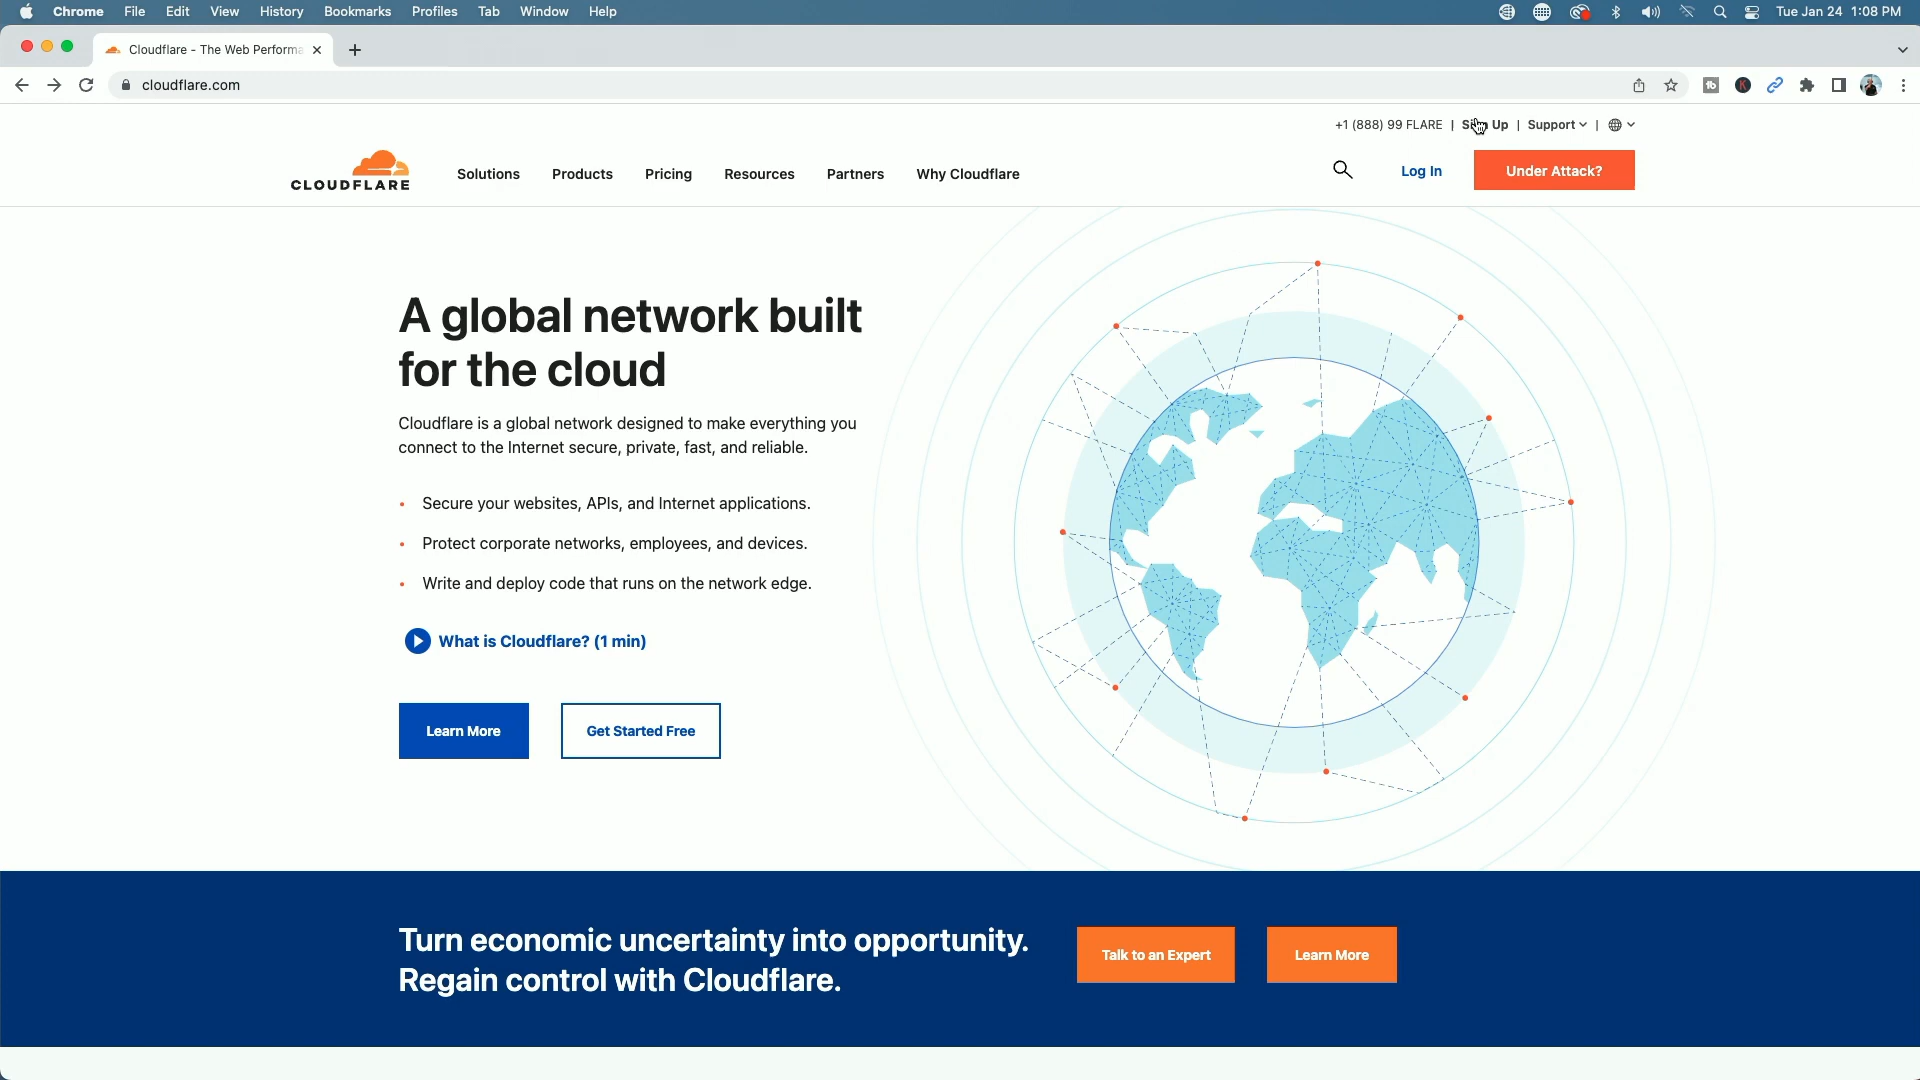 Chrome File Edit View History Bookmarks Profiles Tab Window Help
Tue Jan 24 1:08 PM
Cloudflare - The Web Performa
cloudflare.com
+1 (888) 99 FLARE | Sign Up | Support |
CLOUDFLARE
Solutions Products Pricing Resources Partners Why Cloudflare
Log In
Under Attack?
A global network built
for the cloud
Cloudflare is a global network designed to make everything you
connect to the Internet secure, private, fast, and reliable.
Secure your websites, APIs, and Internet applications.
Protect corporate networks, employees, and devices.
Write and deploy code that runs on the network edge.
What is Cloudflare? (1 min)
Learn More
Get Started Free
Turn economic uncertainty into opportunity.
Regain control with Cloudflare.
Talk to an Expert
Learn More